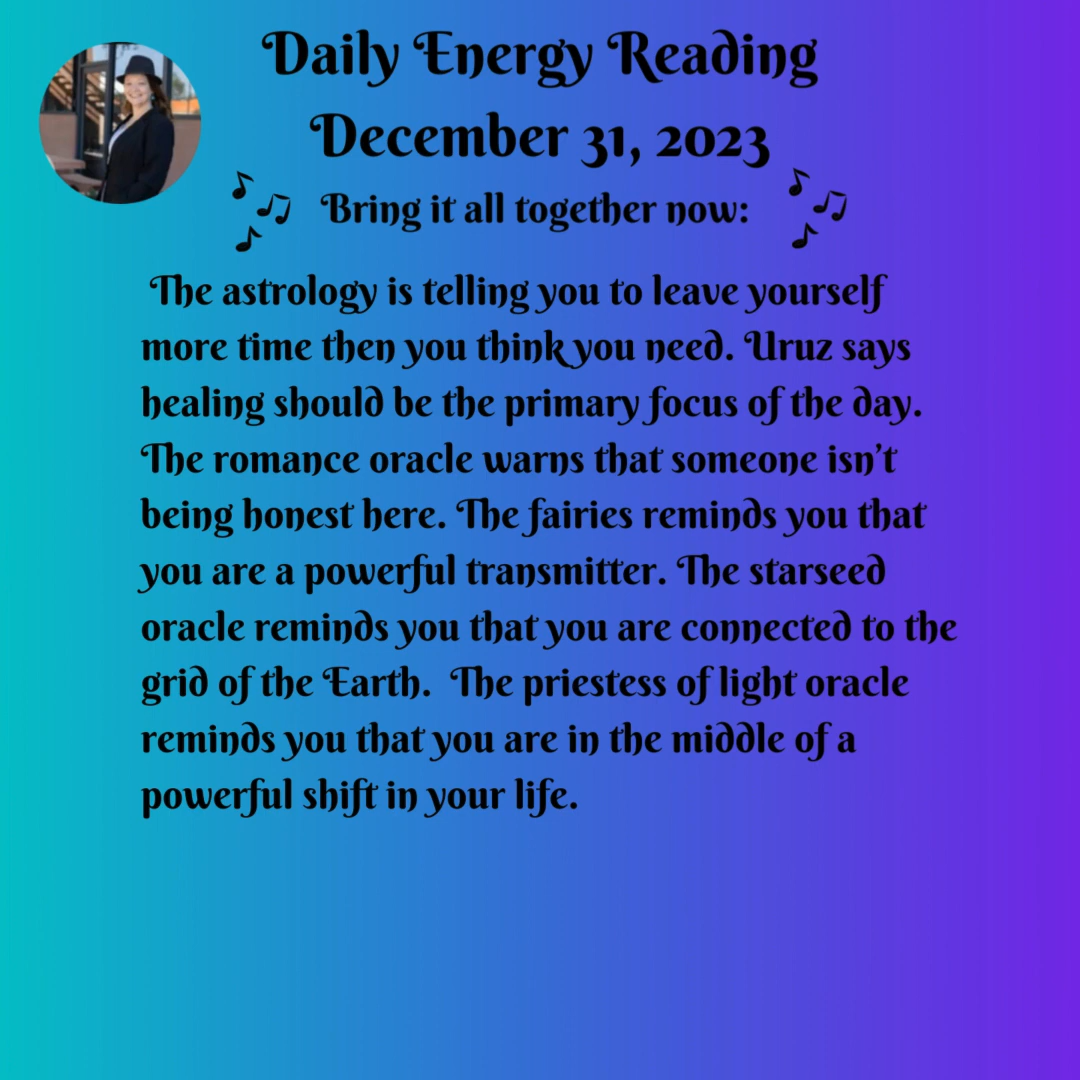 Daily Energy Reading
December 31, 2023
Bring it all together now:
The astrology is telling you to leave yourself
more time then you think you need. Uruz says
healing should be the primary focus of the day.
The romance oracle warns that someone isn't
being honest here. The fairies reminds you that
you are a powerful transmitter. The starseed
oracle reminds you that you are connected to the
grid of the Earth. The priestess of light oracle
reminds you that you are in the middle of a
powerful shift in your life.